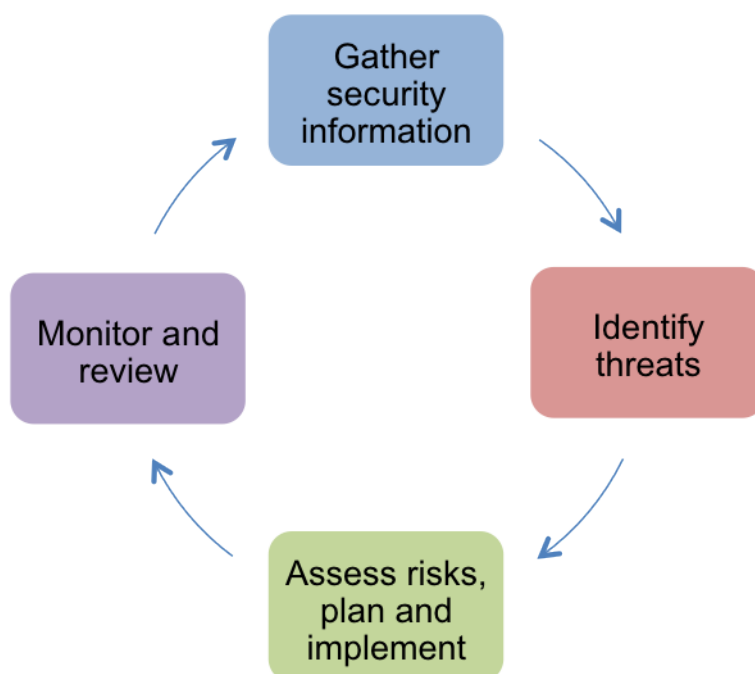 Gather
security
information
Identify
threats
Assess risks,
plan and
implement
Monitor and
review